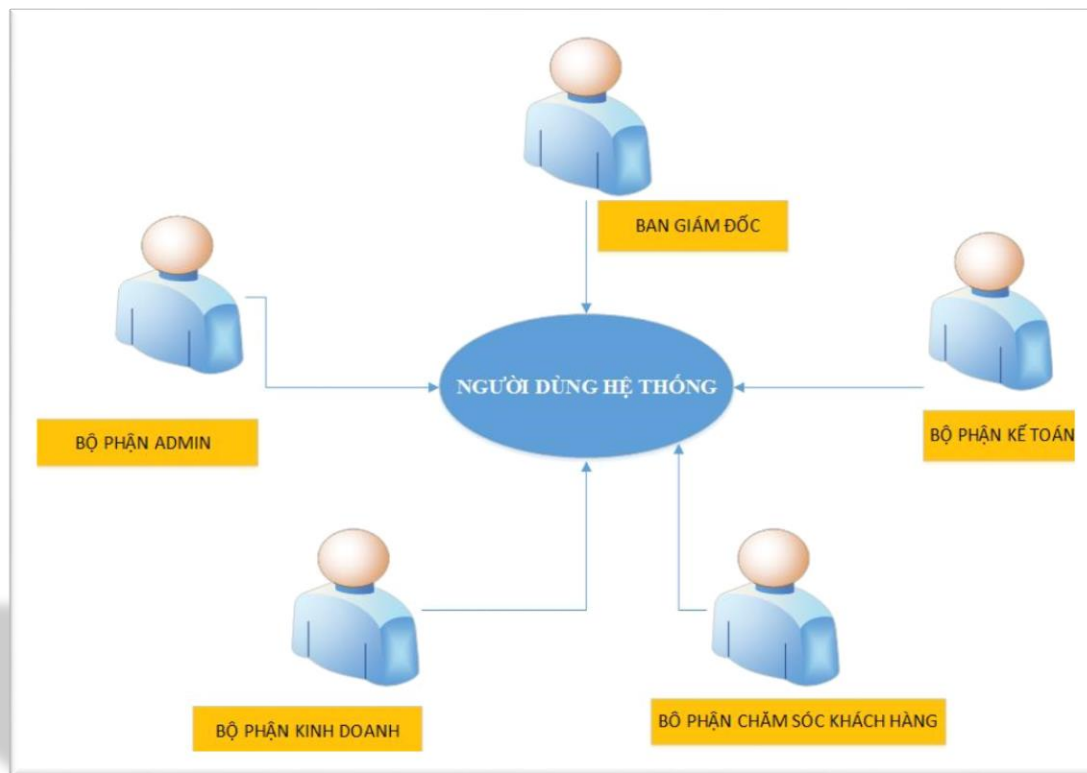 BAN GIÁM ĐỐC
NGƯỜI DÙNG HỆ THỐNG
BỘ PHẬN ADMIN
BỘ PHẬN KẾ TOÁN
BỘ PHẬN KINH DOANH
BÔ PHẬN CHĂM SÓC KHÁCH HÀNG